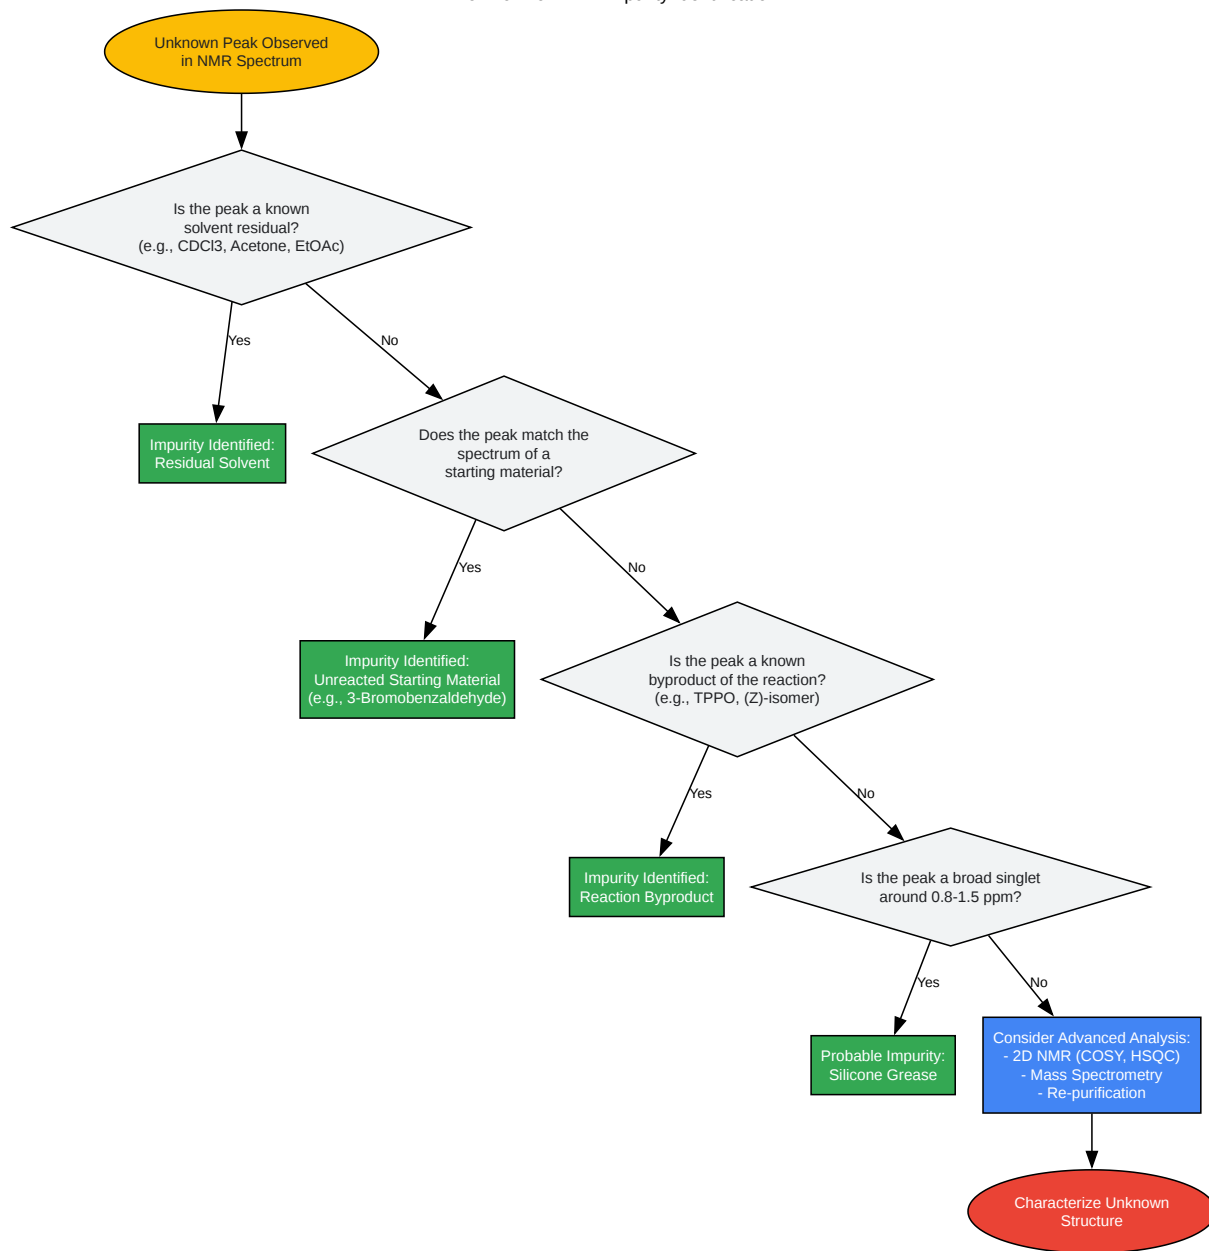 Unknown Peak Observed
in NMR Spectrum
Is the peak a known
solvent residual?
(e.g., CDCl3, Acetone, EtOAc)
Yes
No
Impurity Identified:
Residual Solvent
Does the peak match the
spectrum of a
starting material?
Yes
No
Impurity Identified:
Unreacted Starting Material
(e.g., 3-Bromobenzaldehyde)
Is the peak a known
byproduct of the reaction?
(e.g., TPPO, (Z)-isomer)
Yes
No
Impurity Identified:
Reaction Byproduct
Is the peak a broad singlet
around 0.8-1.5 ppm?
Yes
No
Probable Impurity:
Silicone Grease
Consider Advanced Analysis:
- 2D NMR (COSY, HSQC)
- Mass Spectrometry
- Re-purification
Characterize Unknown
Structure